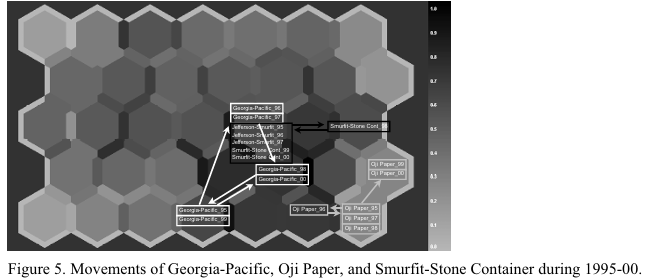 1.0
0.9
0.8
0.7
0.6
0.5
0.4
0.3
0.2
0.1
0.0
Georgia-Pacific_96
Georgia-Pacific_97
Jefferson-Smurfit_95
Jefferson-Smurfit_96
Jefferson-Smurfit_97
Smurfit-Stone Cont_99
Smurfit-Stone Cont_00
Smurfit-Stone Cont_98
Georgia-Pacific_98
Georgia-Pacific_00
Oji Paper_99
Oji Paper_00
Georgia-Pacific_95
Georgia-Pacific_99
Oji Paper_96
Oji Paper_95
Oji Paper_97
Oji Paper_98
Figure 5. Movements of Georgia-Pacific, Oji Paper, and Smurfit-Stone Container during 1995-00.